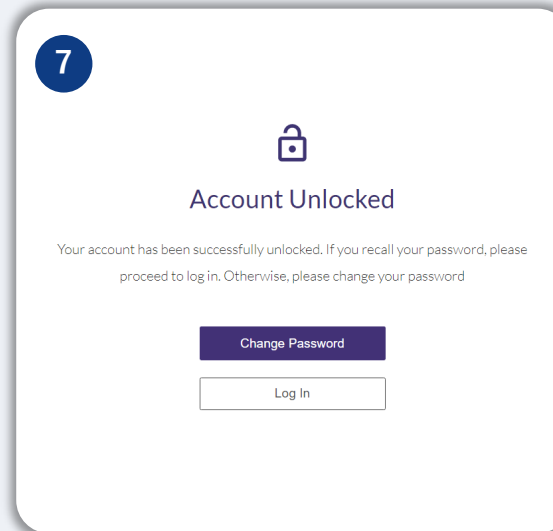 7
Account Unlocked
Your account has been successfully unlocked. If you recall your password, please
proceed to log in. Otherwise, please change your password
Change Password
Log In